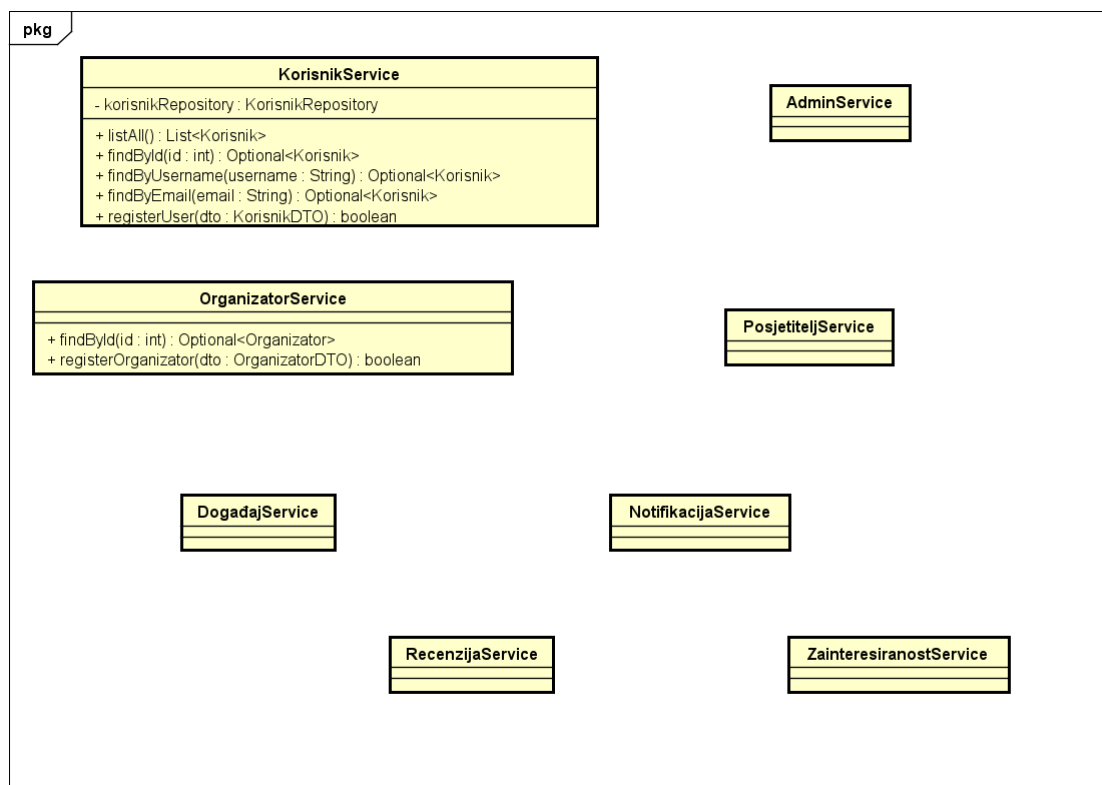 pkg
KorisnikService
- korisnikRepository : KorisnikRepository
+ listAll() : List<Korisnik>
+ findById(id : int) : Optional<Korisnik>
+ findByUsername(username : String) : Optional<Korisnik>
+ findByEmail(email : String) : Optional<Korisnik>
+ registerUser(dto : KorisnikDTO) : boolean
AdminService
OrganizatorService
+ findById(id : int) : Optional<Organizator>
+ registerOrganizator(dto : OrganizatorDTO) : boolean
PosjetiteljService
DogađajService
NotifikacijaService
RecenzijaService
ZainteresiranostService